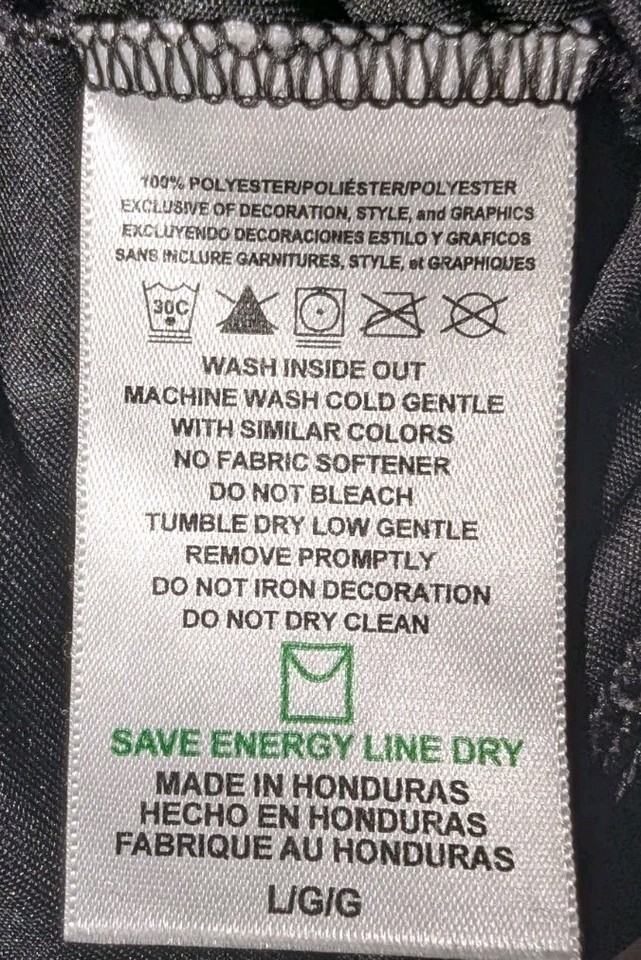 100% POLYESTER/POLIÉSTER/POLYESTER
EXCLUSIVE OF DECORATION, STYLE, and GRAPHICS
EXCLUYENDO DECORACIONES ESTILO Y GRAFICOS
SANS INCLURE GARNITURES, STYLE, et GRAPHIQUES
30C
WASH INSIDE OUT
MACHINE WASH COLD GENTLE
WITH SIMILAR COLORS
NO FABRIC SOFTENER
DO NOT BLEACH
TUMBLE DRY LOW GENTLE
REMOVE PROMPTLY
DO NOT IRON DECORATION
DO NOT DRY CLEAN
SAVE ENERGY LINE DRY
MADE IN HONDURAS
HECHO EN HONDURAS
FABRIQUE AU HONDURAS
L/G/G